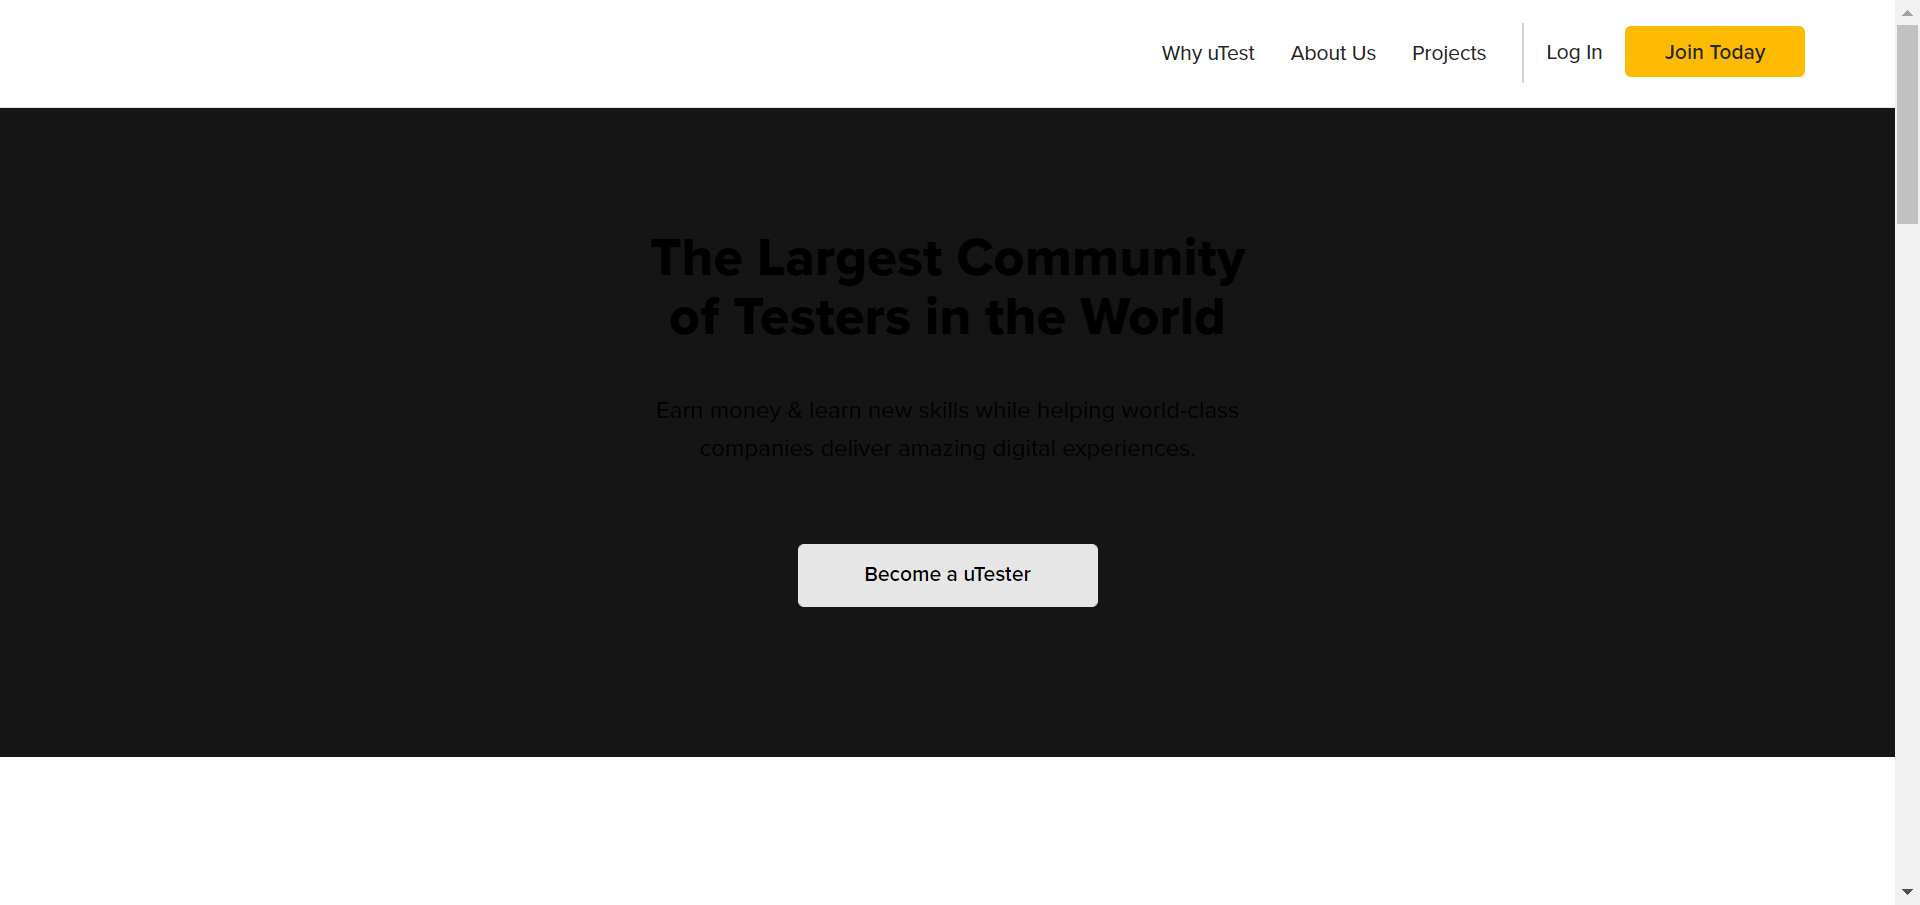 Why uTest About Us Projects Log In Join Today
The Largest Community
of Testers in the World
Earn money & learn new skills while helping world-class
companies deliver amazing digital experiences.
Become a uTester